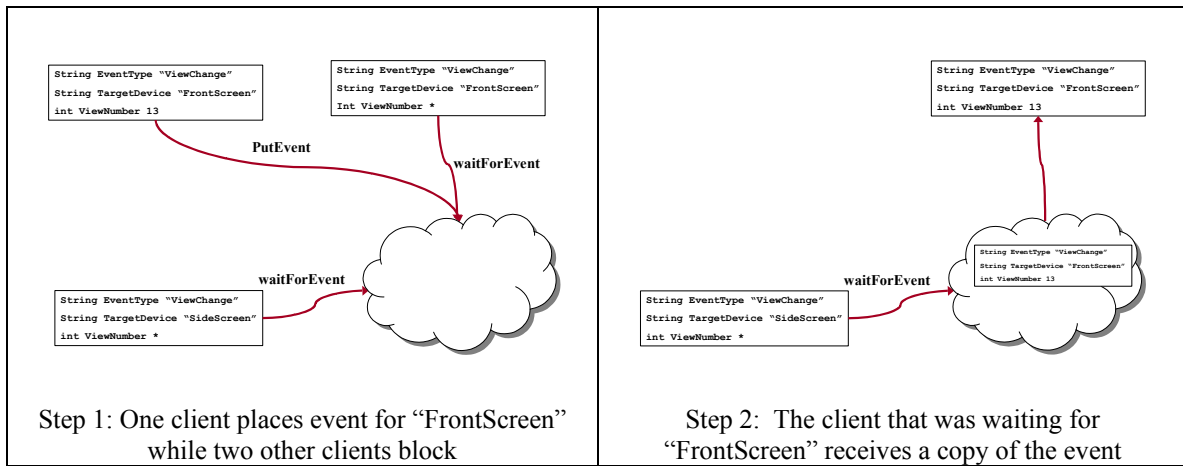 String EventType “ViewChange”
String TargetDevice “FrontScreen”
int ViewNumber 13
String EventType “ViewChange”
String TargetDevice “FrontScreen”
Int ViewNumber *
PutEvent
waitForEvent
waitForEvent
String EventType “ViewChange”
String TargetDevice “SideScreen”
int ViewNumber *
Step 1: One client places event for “FrontScreen”
while two other clients block
String EventType “ViewChange”
String TargetDevice “FrontScreen”
int ViewNumber 13
String EventType “ViewChange”
String TargetDevice “FrontScreen”
int ViewNumber 13
waitForEvent
String EventType “ViewChange”
String TargetDevice “SideScreen”
int ViewNumber *
Step 2: The client that was waiting for
“FrontScreen” receives a copy of the event